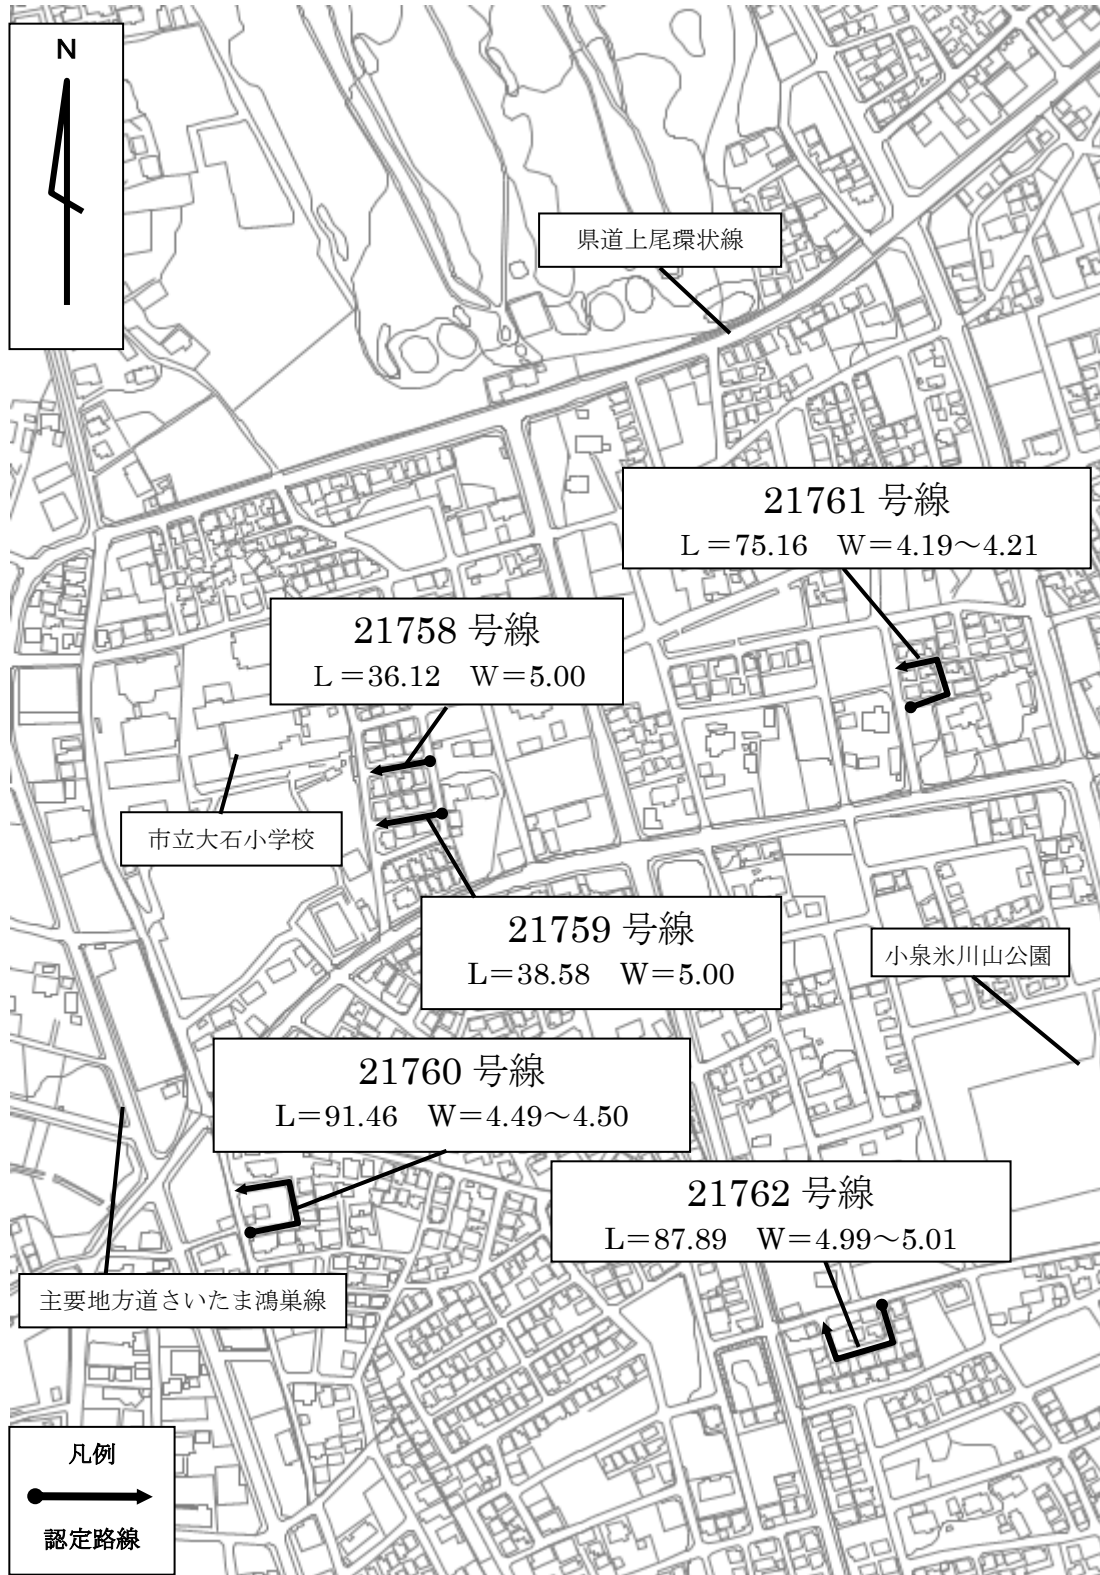 N
県道上尾環状線
21761 号線
L＝75.16　W＝4.19～4.21
21758 号線
L＝36.12　W＝5.00
市立大石小学校
21759 号線
L＝38.58　W＝5.00
小泉氷川山公園
21760 号線
L＝91.46　W＝4.49～4.50
21762 号線
L＝87.89　W＝4.99～5.01
主要地方道さいたま鴻巣線
凡例
認定路線